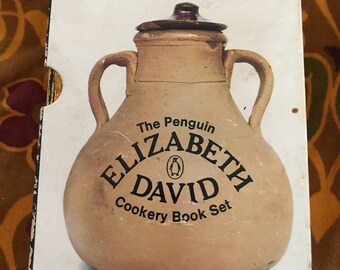 The Penguin
ELIZABETH
DAVID
Cookery Book Set